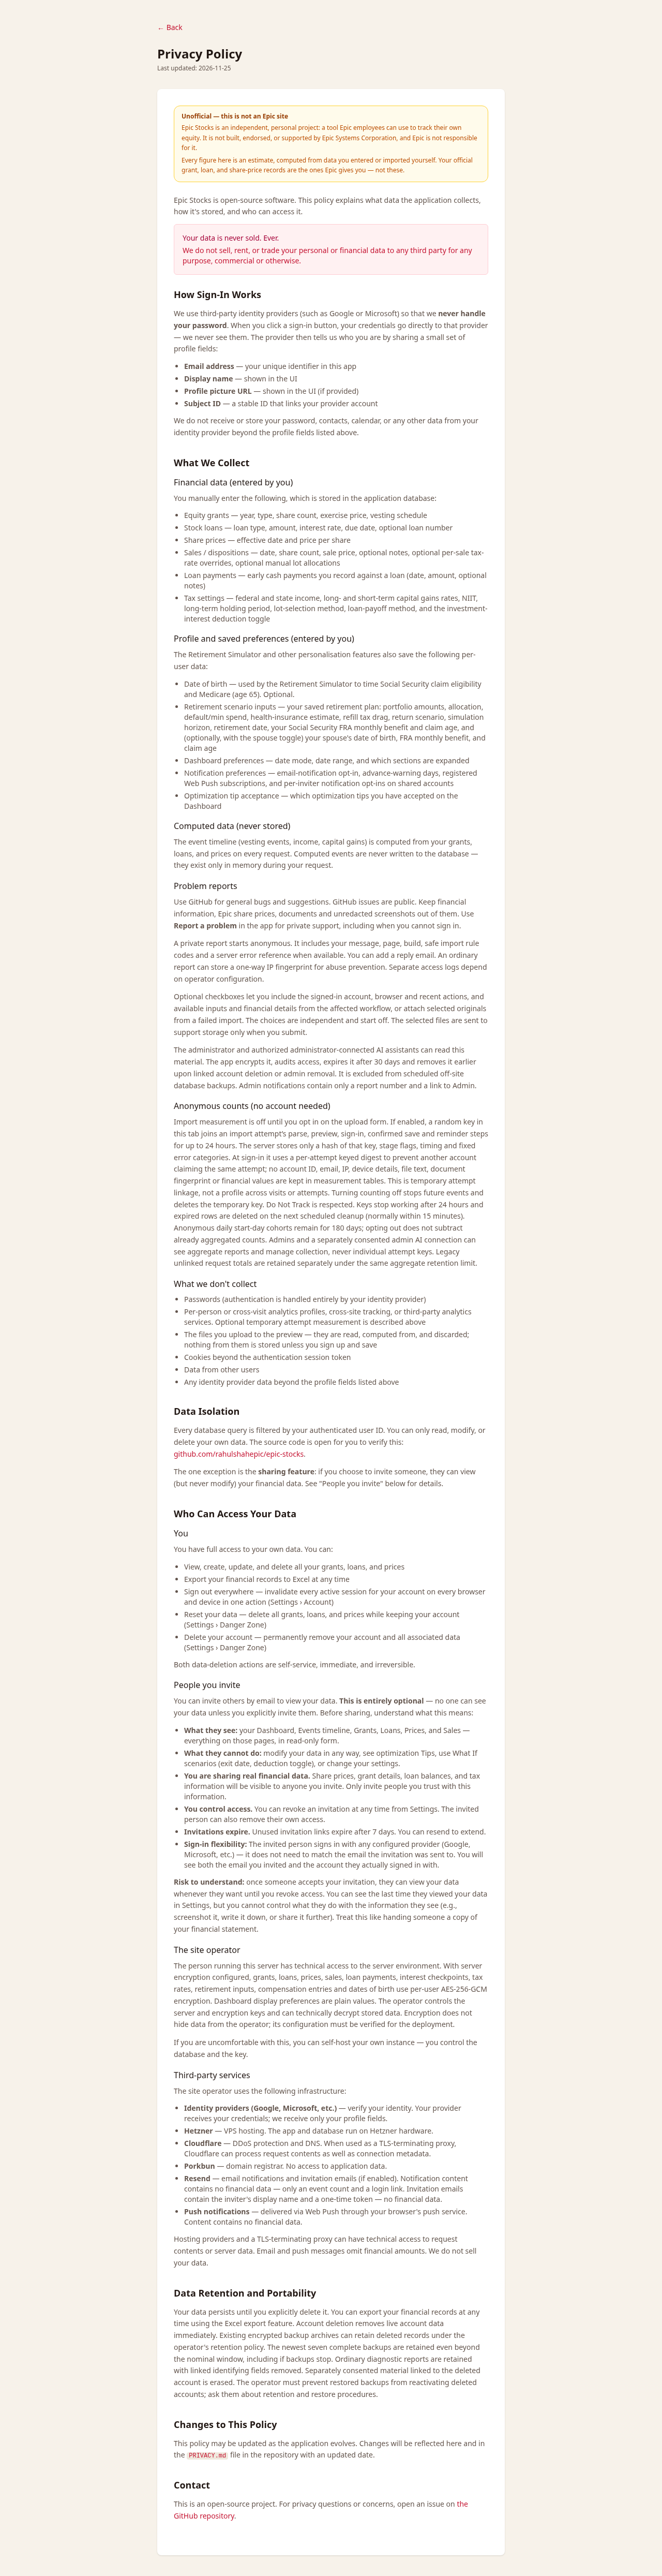 ← Back
Privacy Policy
Last updated: 2026-11-25
Unofficial — this is not an Epic site
Epic Stocks is an independent, personal project: a tool Epic employees can use to track their own
equity. It is not built, endorsed, or supported by Epic Systems Corporation, and Epic is not responsible
for it.
Every figure here is an estimate, computed from data you entered or imported yourself. Your official
grant, loan, and share-price records are the ones Epic gives you — not these.
Epic Stocks is open-source software. This policy explains what data the application collects,
how it's stored, and who can access it.
Your data is never sold. Ever.
We do not sell, rent, or trade your personal or financial data to any third party for any
purpose, commercial or otherwise.
How Sign-In Works
We use third-party identity providers (such as Google or Microsoft) so that we never handle
your password. When you click a sign-in button, your credentials go directly to that provider
— we never see them. The provider then tells us who you are by sharing a small set of
profile fields:
• Email address — your unique identifier in this app
• Display name — shown in the UI
• Profile picture URL — shown in the UI (if provided)
• Subject ID — a stable ID that links your provider account
We do not receive or store your password, contacts, calendar, or any other data from your
identity provider beyond the profile fields listed above.
What We Collect
Financial data (entered by you)
You manually enter the following, which is stored in the application database:
• Equity grants — year, type, share count, exercise price, vesting schedule
• Stock loans — loan type, amount, interest rate, due date, optional loan number
• Share prices — effective date and price per share
• Sales / dispositions — date, share count, sale price, optional notes, optional per-sale tax-
rate overrides, optional manual lot allocations
• Loan payments — early cash payments you record against a loan (date, amount, optional
notes)
• Tax settings — federal and state income, long- and short-term capital gains rates, NIIT,
long-term holding period, lot-selection method, loan-payoff method, and the investment-
interest deduction toggle
Profile and saved preferences (entered by you)
The Retirement Simulator and other personalisation features also save the following per-
user data:
• Date of birth — used by the Retirement Simulator to time Social Security claim eligibility
and Medicare (age 65). Optional.
• Retirement scenario inputs — your saved retirement plan: portfolio amounts, allocation,
default/min spend, health-insurance estimate, refill tax drag, return scenario, simulation
horizon, retirement date, your Social Security FRA monthly benefit and claim age, and
(optionally, with the spouse toggle) your spouse's date of birth, FRA monthly benefit, and
claim age
• Dashboard preferences — date mode, date range, and which sections are expanded
• Notification preferences — email-notification opt-in, advance-warning days, registered
Web Push subscriptions, and per-inviter notification opt-ins on shared accounts
• Optimization tip acceptance — which optimization tips you have accepted on the
Dashboard
Computed data (never stored)
The event timeline (vesting events, income, capital gains) is computed from your grants,
loans, and prices on every request. Computed events are never written to the database —
they exist only in memory during your request.
Problem reports
Use GitHub for general bugs and suggestions. GitHub issues are public. Keep financial
information, Epic share prices, documents and unredacted screenshots out of them. Use
Report a problem in the app for private support, including when you cannot sign in.
A private report starts anonymous. It includes your message, page, build, safe import rule
codes and a server error reference when available. You can add a reply email. An ordinary
report can store a one-way IP fingerprint for abuse prevention. Separate access logs depend
on operator configuration.
Optional checkboxes let you include the signed-in account, browser and recent actions, and
available inputs and financial details from the affected workflow, or attach selected originals
from a failed import. The choices are independent and start off. The selected files are sent to
support storage only when you submit.
The administrator and authorized administrator-connected AI assistants can read this
material. The app encrypts it, audits access, expires it after 30 days and removes it earlier
upon linked account deletion or admin removal. It is excluded from scheduled off-site
database backups. Admin notifications contain only a report number and a link to Admin.
Anonymous counts (no account needed)
Import measurement is off until you opt in on the upload form. If enabled, a random key in
this tab joins an import attempt's parse, preview, sign-in, confirmed save and reminder steps
for up to 24 hours. The server stores only a hash of that key, stage flags, timing and fixed
error categories. At sign-in it uses a per-attempt keyed digest to prevent another account
claiming the same attempt; no account ID, email, IP, device details, file text, document
fingerprint or financial values are kept in measurement tables. This is temporary attempt
linkage, not a profile across visits or attempts. Turning counting off stops future events and
deletes the temporary key. Do Not Track is respected. Keys stop working after 24 hours and
expired rows are deleted on the next scheduled cleanup (normally within 15 minutes).
Anonymous daily start-day cohorts remain for 180 days; opting out does not subtract
already aggregated counts. Admins and a separately consented admin AI connection can
see aggregate reports and manage collection, never individual attempt keys. Legacy
unlinked request totals are retained separately under the same aggregate retention limit.
What we don't collect
• Passwords (authentication is handled entirely by your identity provider)
• Per-person or cross-visit analytics profiles, cross-site tracking, or third-party analytics
services. Optional temporary attempt measurement is described above
• The files you upload to the preview — they are read, computed from, and discarded;
nothing from them is stored unless you sign up and save
• Cookies beyond the authentication session token
• Data from other users
• Any identity provider data beyond the profile fields listed above
Data Isolation
Every database query is filtered by your authenticated user ID. You can only read, modify, or
delete your own data. The source code is open for you to verify this:
github.com/rahulshahepic/epic-stocks.
The one exception is the sharing feature: if you choose to invite someone, they can view
(but never modify) your financial data. See "People you invite" below for details.
Who Can Access Your Data
You
You have full access to your own data. You can:
• View, create, update, and delete all your grants, loans, and prices
• Export your financial records to Excel at any time
• Sign out everywhere — invalidate every active session for your account on every browser
and device in one action (Settings › Account)
• Reset your data — delete all grants, loans, and prices while keeping your account
(Settings › Danger Zone)
• Delete your account — permanently remove your account and all associated data
(Settings › Danger Zone)
Both data-deletion actions are self-service, immediate, and irreversible.
People you invite
You can invite others by email to view your data. This is entirely optional — no one can see
your data unless you explicitly invite them. Before sharing, understand what this means:
• What they see: your Dashboard, Events timeline, Grants, Loans, Prices, and Sales —
everything on those pages, in read-only form.
• What they cannot do: modify your data in any way, see optimization Tips, use What If
scenarios (exit date, deduction toggle), or change your settings.
• You are sharing real financial data. Share prices, grant details, loan balances, and tax
information will be visible to anyone you invite. Only invite people you trust with this
information.
• You control access. You can revoke an invitation at any time from Settings. The invited
person can also remove their own access.
• Invitations expire. Unused invitation links expire after 7 days. You can resend to extend.
• Sign-in flexibility: The invited person signs in with any configured provider (Google,
Microsoft, etc.) — it does not need to match the email the invitation was sent to. You will
see both the email you invited and the account they actually signed in with.
Risk to understand: once someone accepts your invitation, they can view your data
whenever they want until you revoke access. You can see the last time they viewed your data
in Settings, but you cannot control what they do with the information they see (e.g.,
screenshot it, write it down, or share it further). Treat this like handing someone a copy of
your financial statement.
The site operator
The person running this server has technical access to the server environment. With server
encryption configured, grants, loans, prices, sales, loan payments, interest checkpoints, tax
rates, retirement inputs, compensation entries and dates of birth use per-user AES-256-GCM
encryption. Dashboard display preferences are plain values. The operator controls the
server and encryption keys and can technically decrypt stored data. Encryption does not
hide data from the operator; its configuration must be verified for the deployment.
If you are uncomfortable with this, you can self-host your own instance — you control the
database and the key.
Third-party services
The site operator uses the following infrastructure:
• Identity providers (Google, Microsoft, etc.) — verify your identity. Your provider
receives your credentials; we receive only your profile fields.
• Hetzner — VPS hosting. The app and database run on Hetzner hardware.
• Cloudflare — DDoS protection and DNS. When used as a TLS-terminating proxy,
Cloudflare can process request contents as well as connection metadata.
• Porkbun — domain registrar. No access to application data.
• Resend — email notifications and invitation emails (if enabled). Notification content
contains no financial data — only an event count and a login link. Invitation emails
contain the inviter's display name and a one-time token — no financial data.
• Push notifications — delivered via Web Push through your browser's push service.
Content contains no financial data.
Hosting providers and a TLS-terminating proxy can have technical access to request
contents or server data. Email and push messages omit financial amounts. We do not sell
your data.
Data Retention and Portability
Your data persists until you explicitly delete it. You can export your financial records at any
time using the Excel export feature. Account deletion removes live account data
immediately. Existing encrypted backup archives can retain deleted records under the
operator's retention policy. The newest seven complete backups are retained even beyond
the nominal window, including if backups stop. Ordinary diagnostic reports are retained
with linked identifying fields removed. Separately consented material linked to the deleted
account is erased. The operator must prevent restored backups from reactivating deleted
accounts; ask them about retention and restore procedures.
Changes to This Policy
This policy may be updated as the application evolves. Changes will be reflected here and in
the PRIVACY.md file in the repository with an updated date.
Contact
This is an open-source project. For privacy questions or concerns, open an issue on the
GitHub repository.